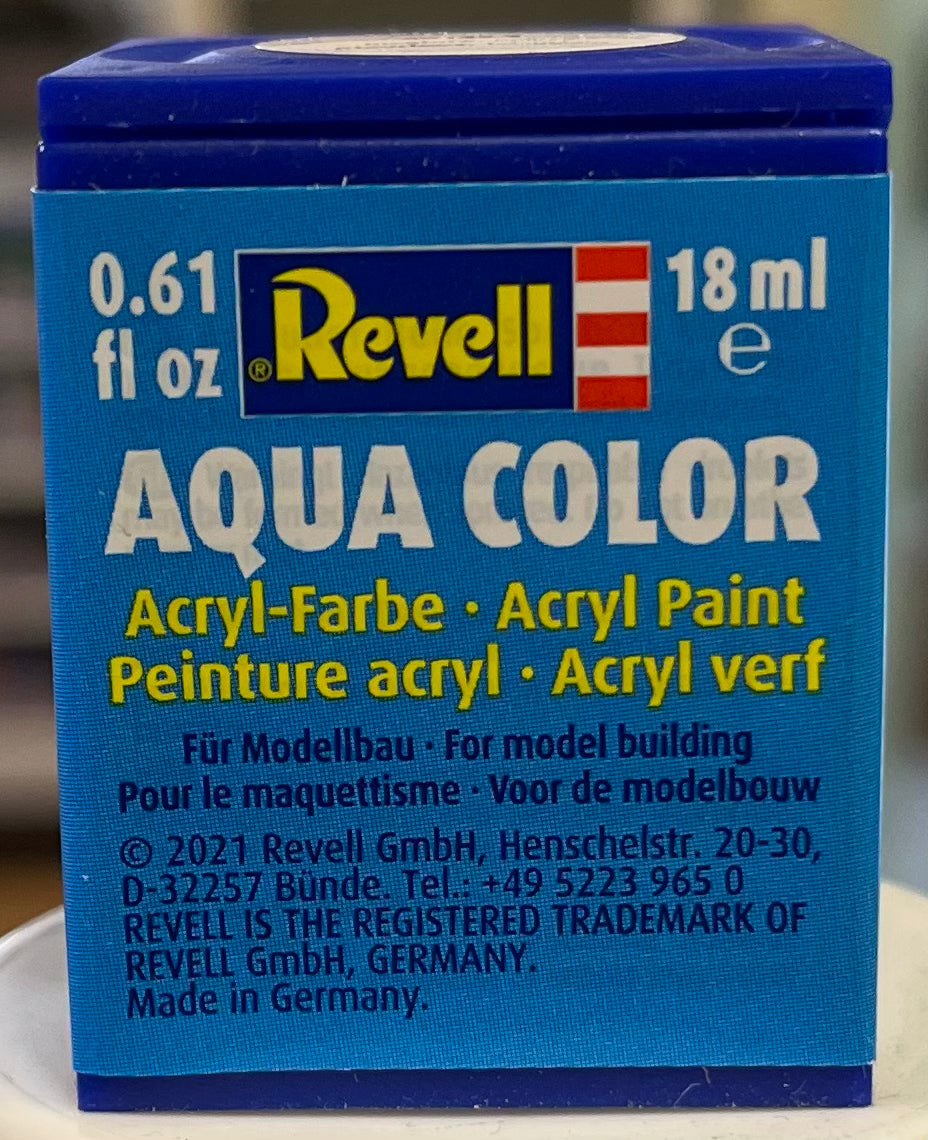 0.61
fl oz
® Revell
18 ml
e
AQUA COLOR
Acryl-Farbe · Acryl Paint
Peinture acryl · Acryl verf
Für Modellbau · For model building
Pour le maquettisme · Voor de modelbouw
© 2021 Revell GmbH, Henschelstr. 20-30,
D-32257 Bünde. Tel.: +49 5223 965 0
REVELL IS THE REGISTERED TRADEMARK OF
REVELL GmbH, GERMANY.
Made in Germany.